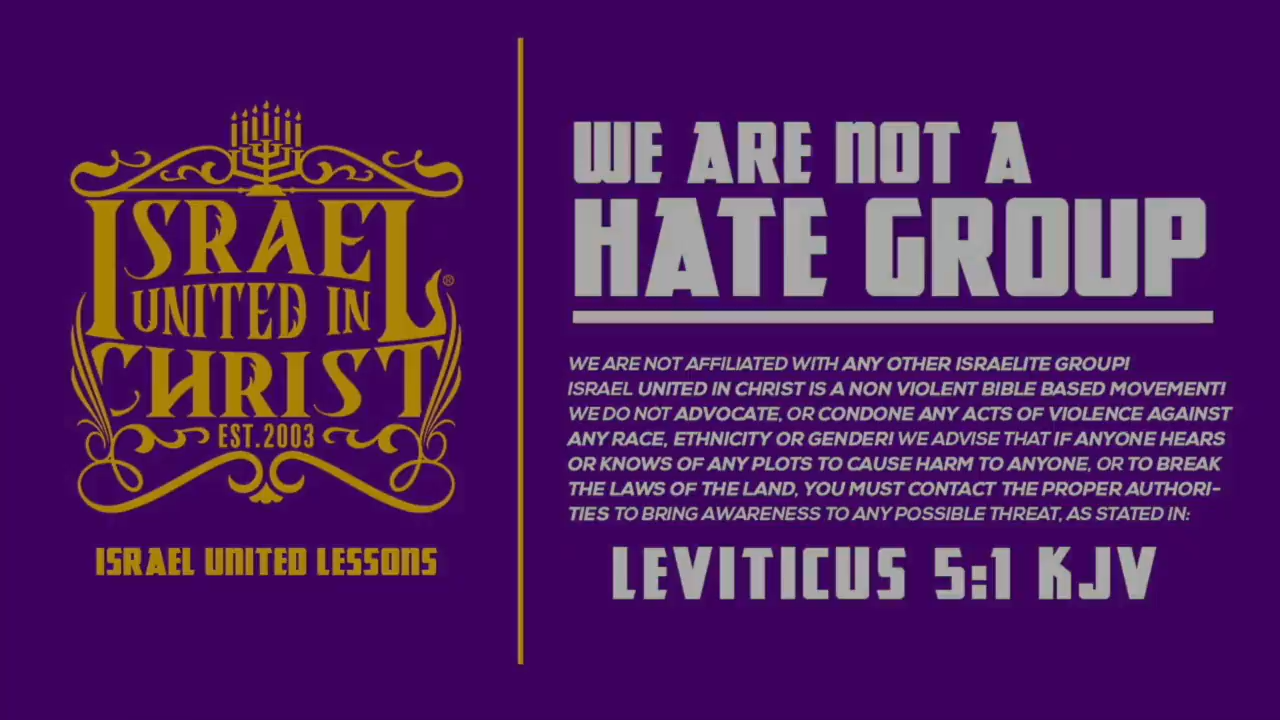 ISRAEL
UNITED IN
CHRIST
EST. 2003
®
ISRAEL UNITED LESSONS
WE ARE NOT A
HATE GROUP
WE ARE NOT AFFILIATED WITH ANY OTHER ISRAELITE GROUP!
ISRAEL UNITED IN CHRIST IS A NON VIOLENT BIBLE BASED MOVEMENT!
WE DO NOT ADVOCATE, OR CONDONE ANY ACTS OF VIOLENCE AGAINST
ANY RACE, ETHNICITY OR GENDER! WE ADVISE THAT IF ANYONE HEARS
OR KNOWS OF ANY PLOTS TO CAUSE HARM TO ANYONE, OR TO BREAK
THE LAWS OF THE LAND, YOU MUST CONTACT THE PROPER AUTHORI-
TIES TO BRING AWARENESS TO ANY POSSIBLE THREAT, AS STATED IN:
LEVITICUS 5:1 KJV